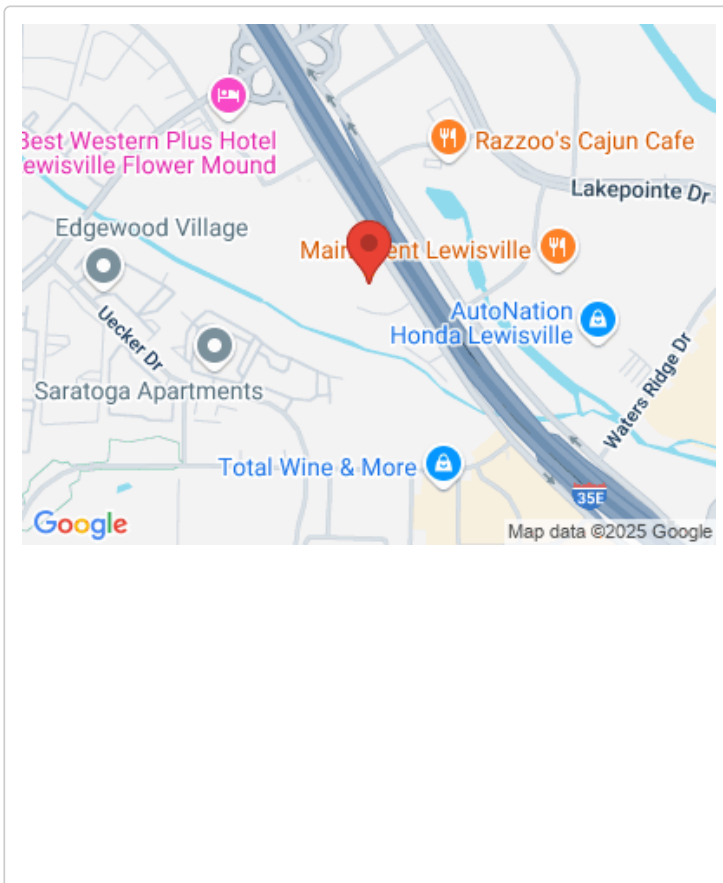 Best Western Plus Hotel
ewisville Flower Mound
Razzoo's Cajun Cafe
Lakepointe Dr
Edgewood Village
Main ent Lewisville
AutoNation
Honda Lewisville
Uecker Dr
Saratoga Apartments
Waters Ridge Dr
Total Wine & More
35E
Google
Map data ©2025 Google